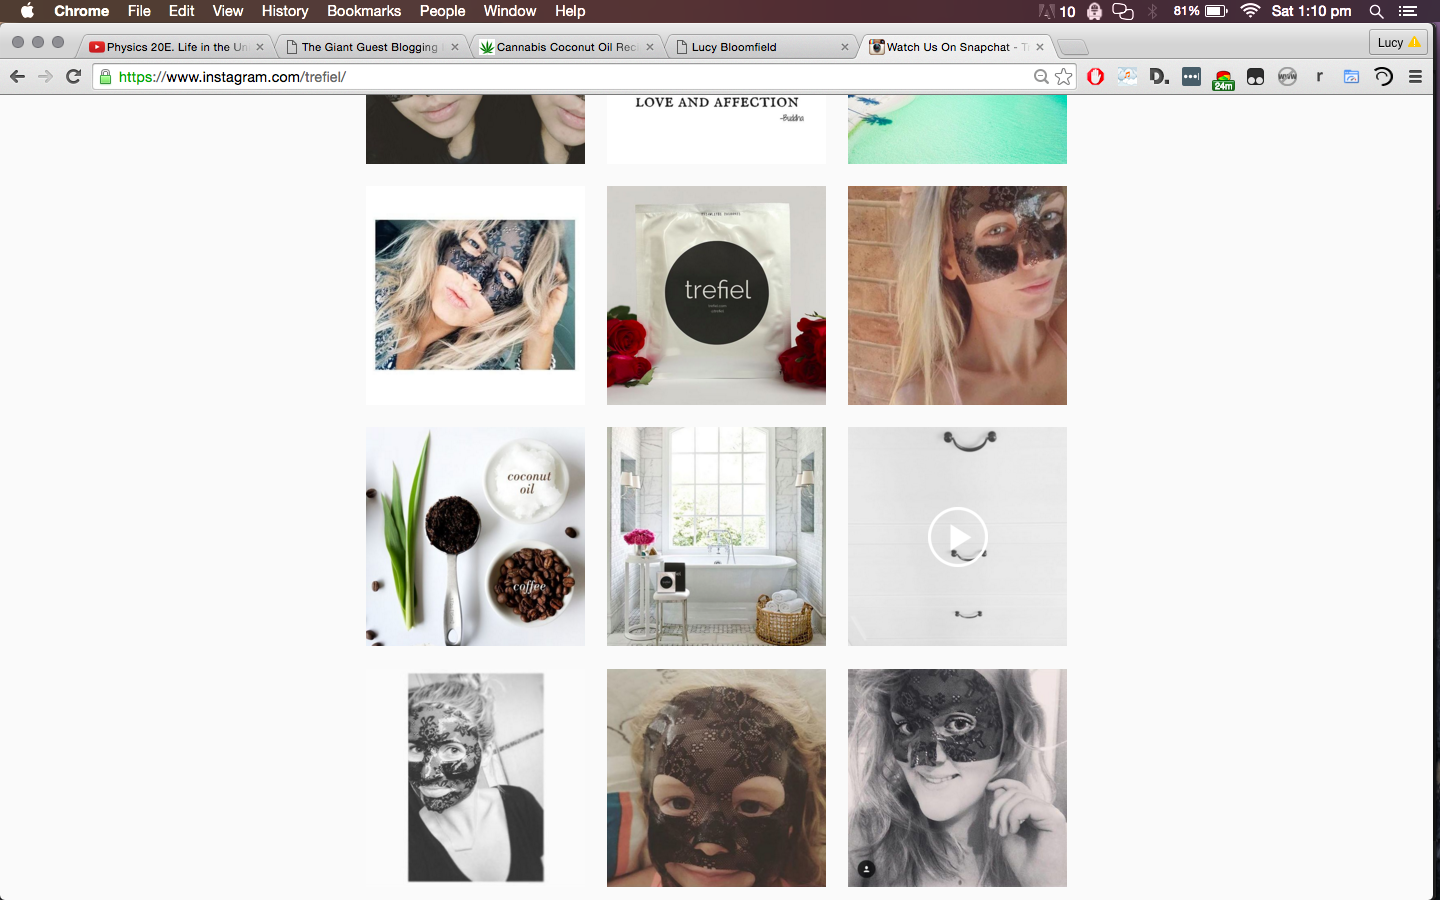 Chrome File Edit View History Bookmarks People Window Help
10 81% Sat 1:10 pm
Physics 20E. Life in the Un
The Giant Guest Blogging
Cannabis Coconut Oil Rec
Lucy Bloomfield
Watch Us On Snapchat - Tr
Lucy
https://www.instagram.com/trefiel/
D.
www
24m
r
LOVE AND AFFECTION
-Buddha
trefiel
coconut
oil
coffee